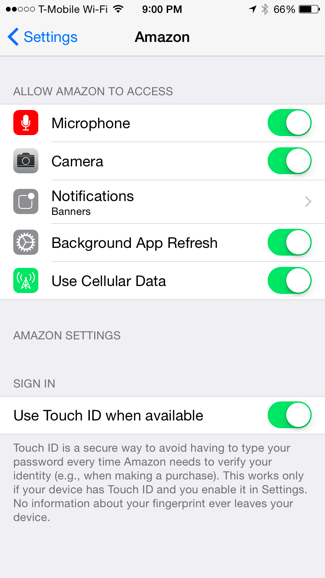 T-Mobile Wi-Fi 9:00 PM 66%
Settings Amazon
ALLOW AMAZON TO ACCESS
Microphone
Camera
Notifications
Banners
Background App Refresh
Use Cellular Data
AMAZON SETTINGS
SIGN IN
Use Touch ID when available
Touch ID is a secure way to avoid having to type your
password every time Amazon needs to verify your
identity (e.g., when making a purchase). This works only
if your device has Touch ID and you enable it in Settings.
No information about your fingerprint ever leaves your
device.